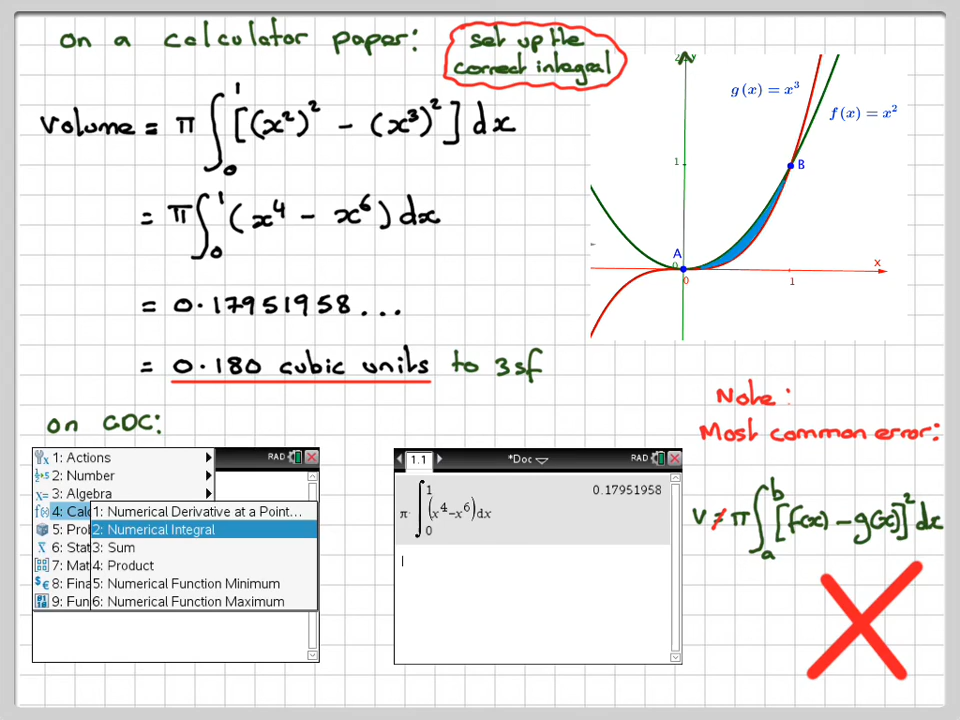 on a calculator paper:
set up the
correct integral
Volume = π ∫₀¹ [(x²)² − (x³)²] dx
= π ∫₀¹ (x⁴ − x⁶) dx
= 0.17951958...
= 0.180 cubic units to 3sf
y
g(x) = x³
f(x) = x²
1
B
A
0
x
0
1
on GDC:
1: Actions
RAD
2: Number
3: Algebra
4: Calc
1: Numerical Derivative at a Point...
5: Prob
2: Numerical Integral
6: Stat
3: Sum
7: Mat
4: Product
8: Fina
5: Numerical Function Minimum
9: Fun
6: Numerical Function Maximum
1.1
*Doc
RAD
π· ∫₀¹ (x⁴−x⁶)dx
0.17951958
Note:
Most common error:
V ≠ π ∫ₐᵇ [f(x) − g(x)]² dx